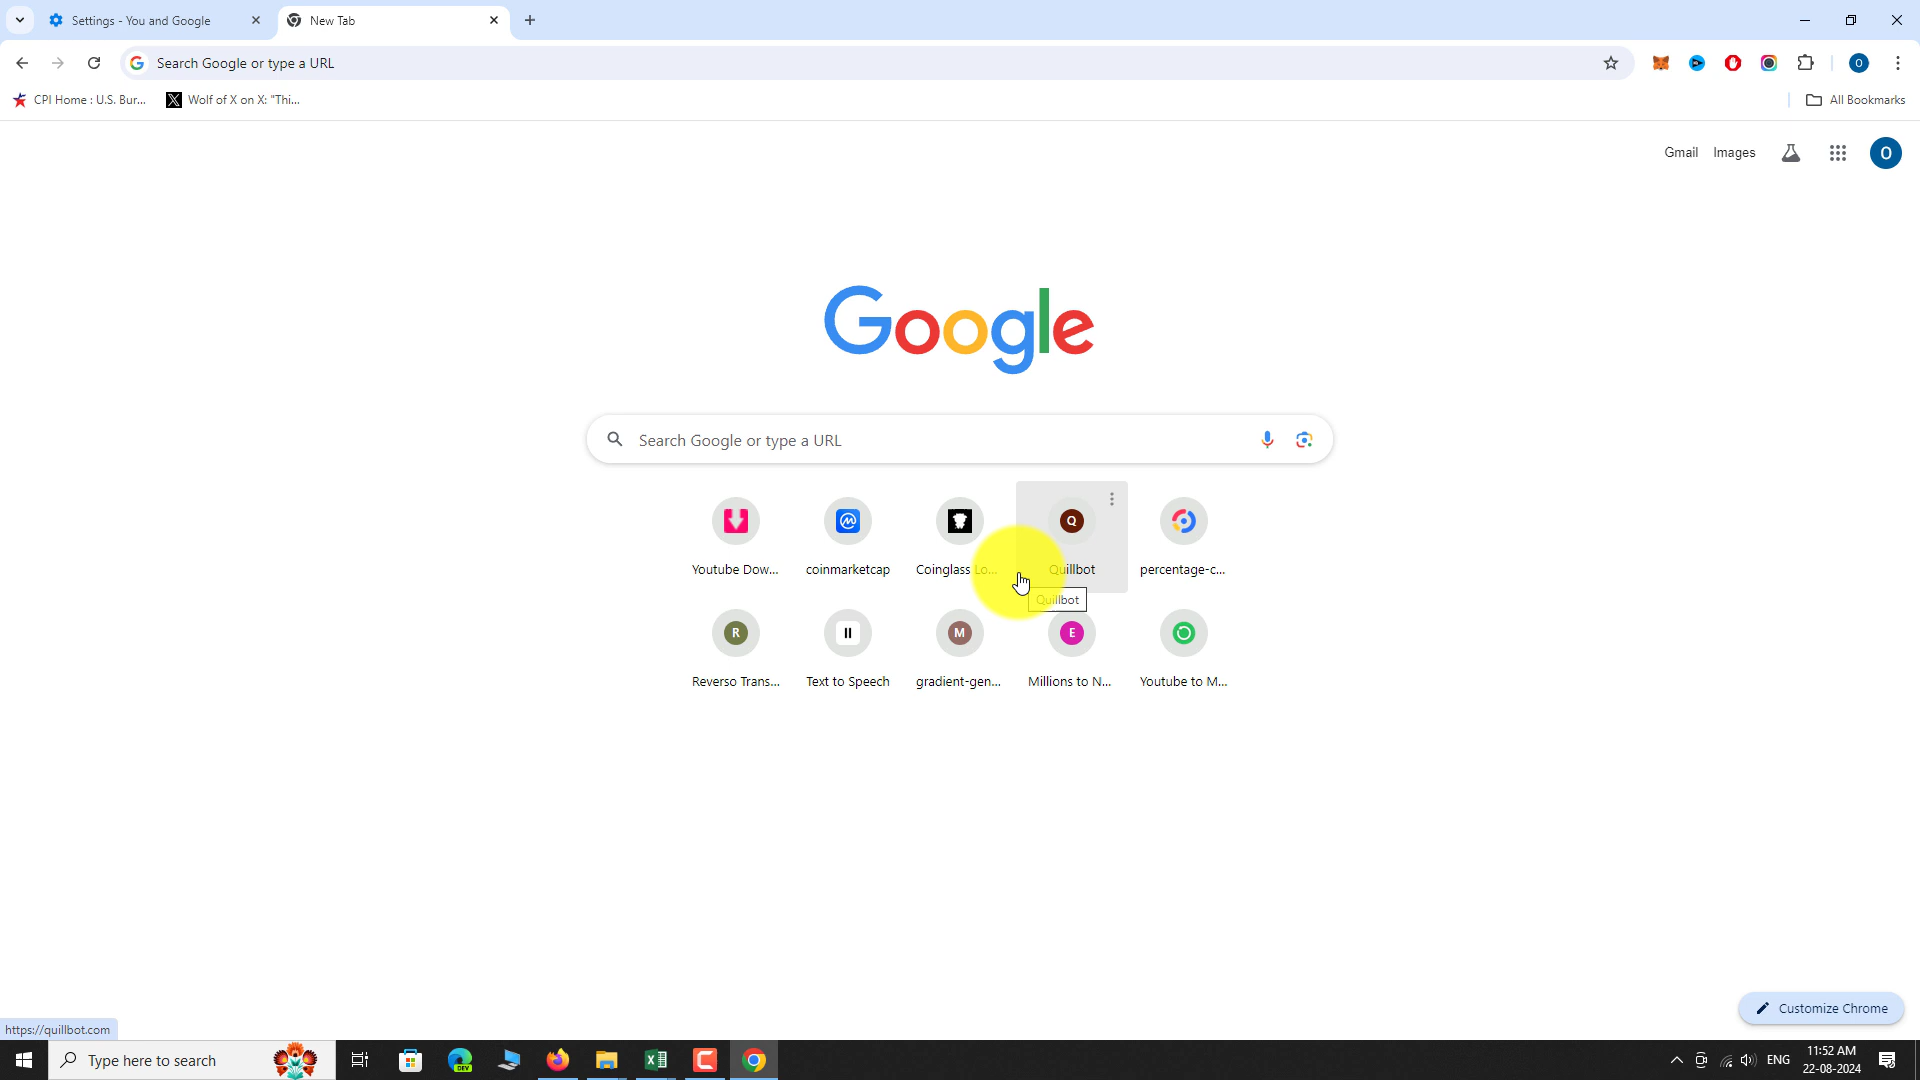 Settings - You and Google
New Tab
Search Google or type a URL
O
CPI Home : U.S. Bur...
Wolf of X on X: "Thi...
All Bookmarks
Gmail
Images
O
Google
Search Google or type a URL
Q
Youtube Dow...
coinmarketcap
Coinglass Lo...
Quillbot
percentage-c...
Quillbot
R
M
E
Reverso Trans...
Text to Speech
gradient-gen...
Millions to N...
Youtube to M...
Customize Chrome
https://quillbot.com
Type here to search
DEV
ENG
11:52 AM
22-08-2024